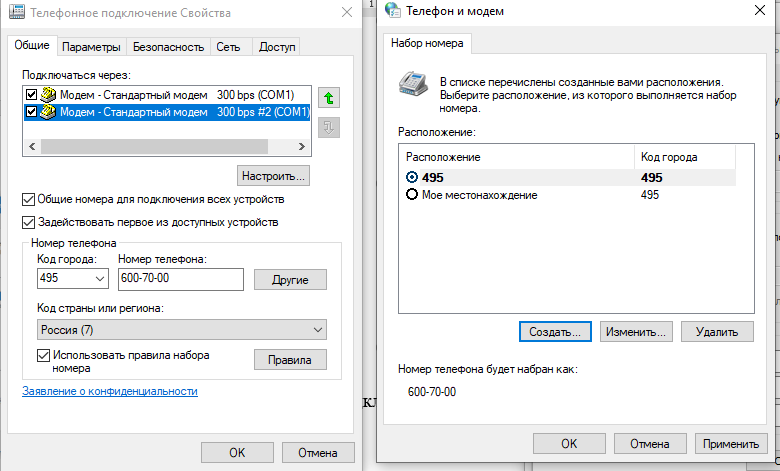 Телефонное подключение Свойства
Общие
Параметры
Безопасность
Сеть
Доступ
Подключаться через:
Модем - Стандартный модем 300 bps (COM1)
Модем - Стандартный модем 300 bps #2 (COM1)
Настроить...
Общие номера для подключения всех устройств
Задействовать первое из доступных устройств
Номер телефона
Код города:
Номер телефона:
495
600-70-00
Другие
Код страны или региона:
Россия (7)
Использовать правила набора
номера
Правила
Заявление о конфиденциальности
OK
Отмена
1
кл
Телефон и модем
Набор номера
В списке перечислены созданные вами расположения.
Выберите расположение, из которого выполняется набор
номера.
Расположение:
Расположение
Код города
495
495
Мое местонахождение
495
Создать...
Изменить...
Удалить
Номер телефона будет набран как:
600-70-00
OK
Отмена
Применить